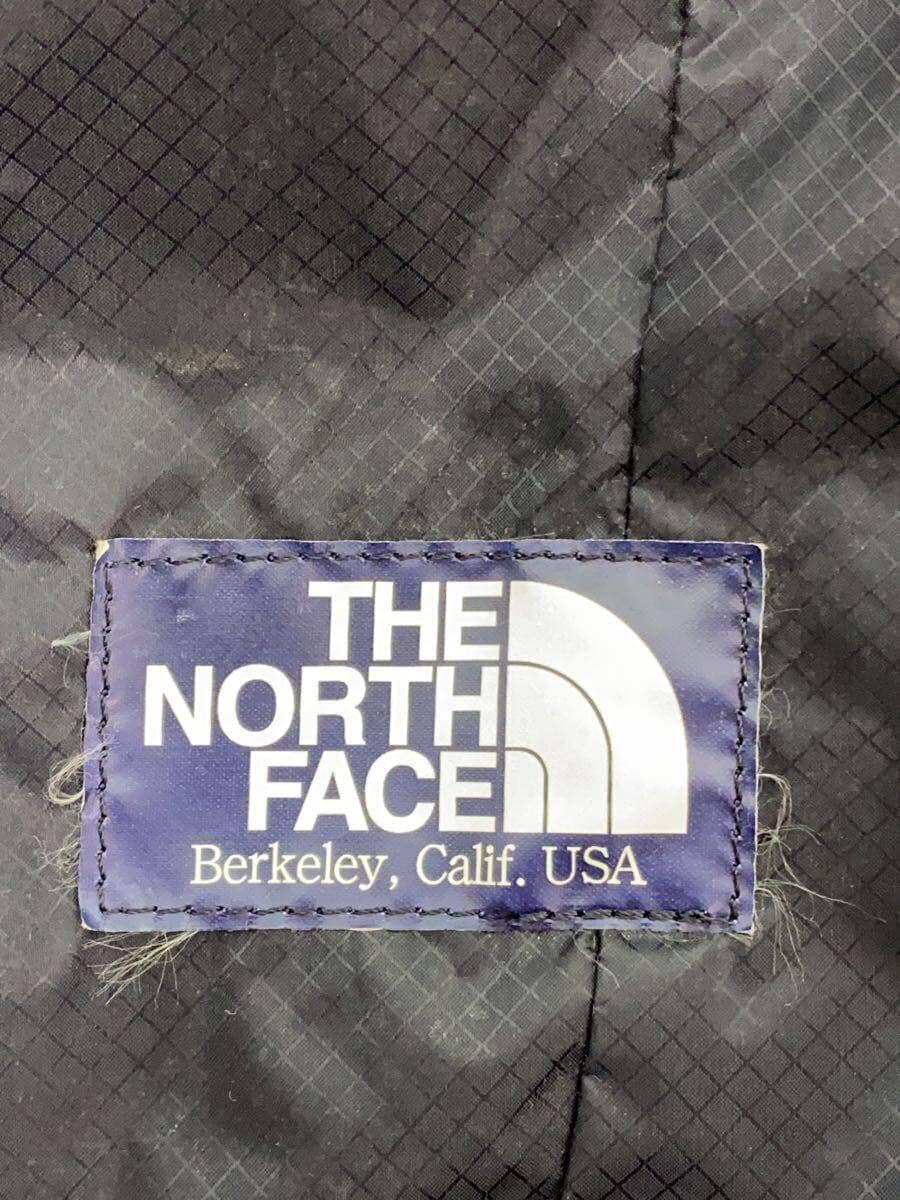 THE
NORTH
FACE
Berkeley, Calif. USA